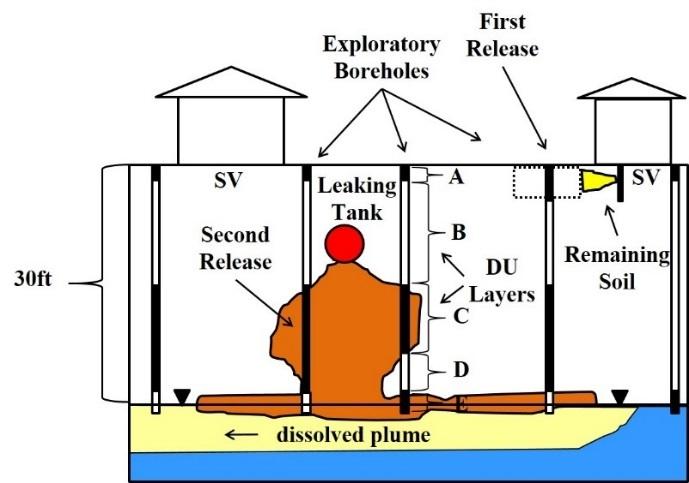 First
Release
Exploratory
Boreholes
SV
Leaking
Tank
A
SV
B
Second
Release
DU
Layers
Remaining
Soil
30ft
C
D
E
dissolved plume